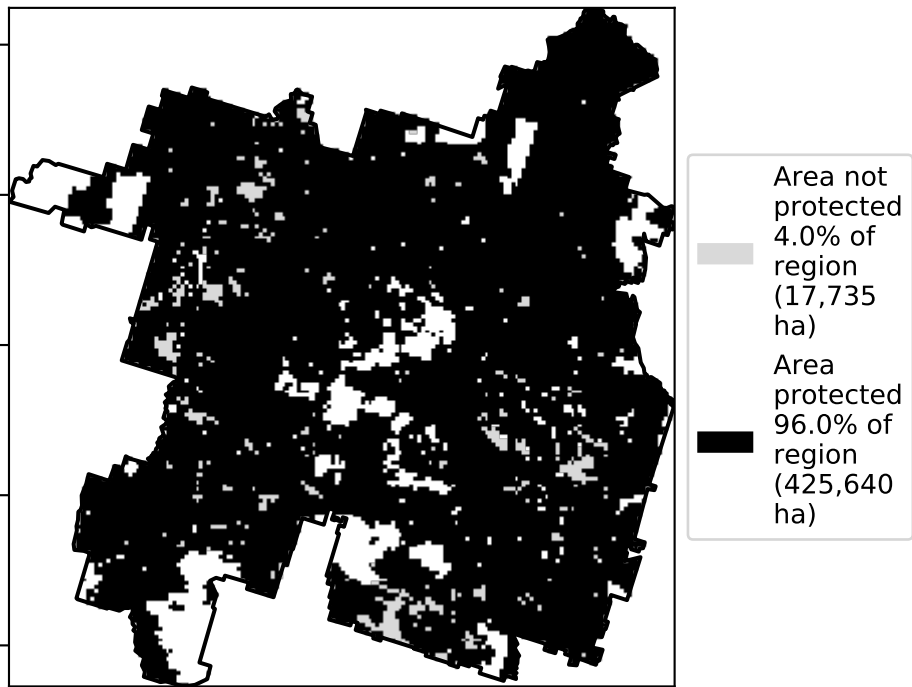 Area not
protected
4.0% of
region
(17,735
ha)
Area
protected
96.0% of
region
(425,640
ha)